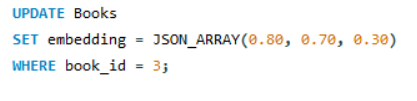 UPDATE Books
SET embedding = JSON_ARRAY(0.80, 0.70, 0.30)
WHERE book_id = 3;